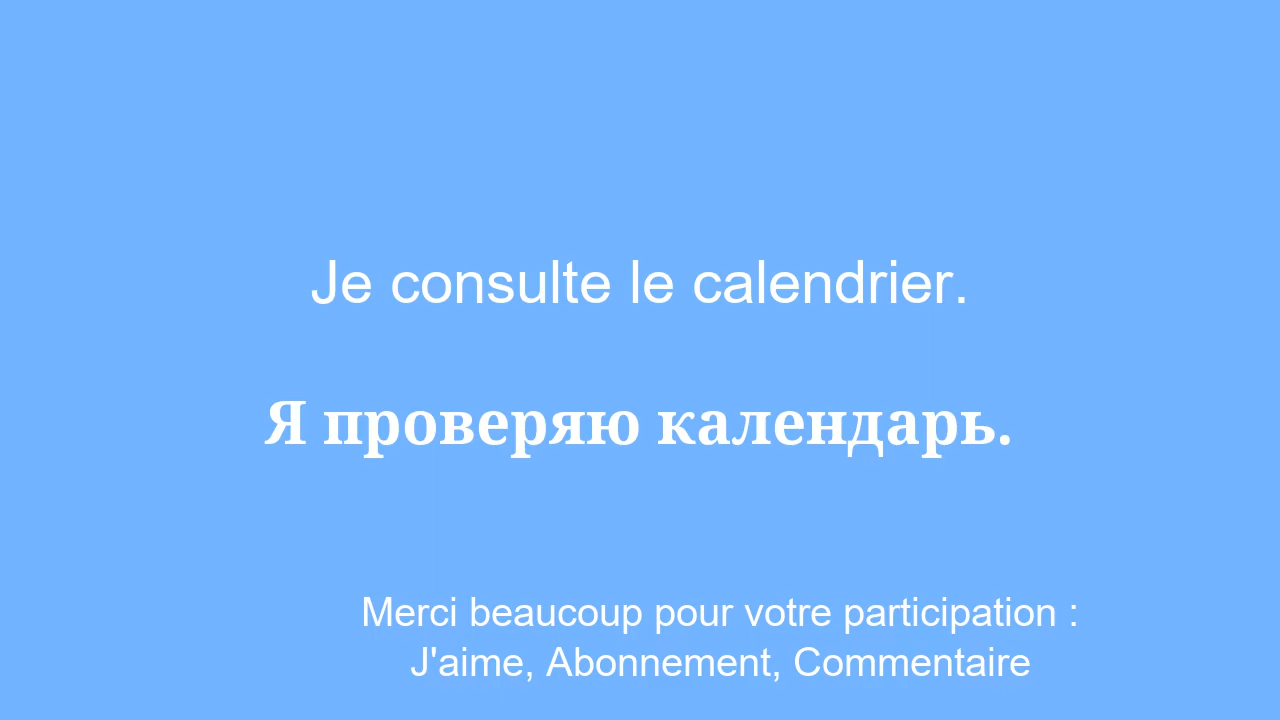 Je consulte le calendrier.
Я проверяю календарь.
Merci beaucoup pour votre participation :
J'aime, Abonnement, Commentaire